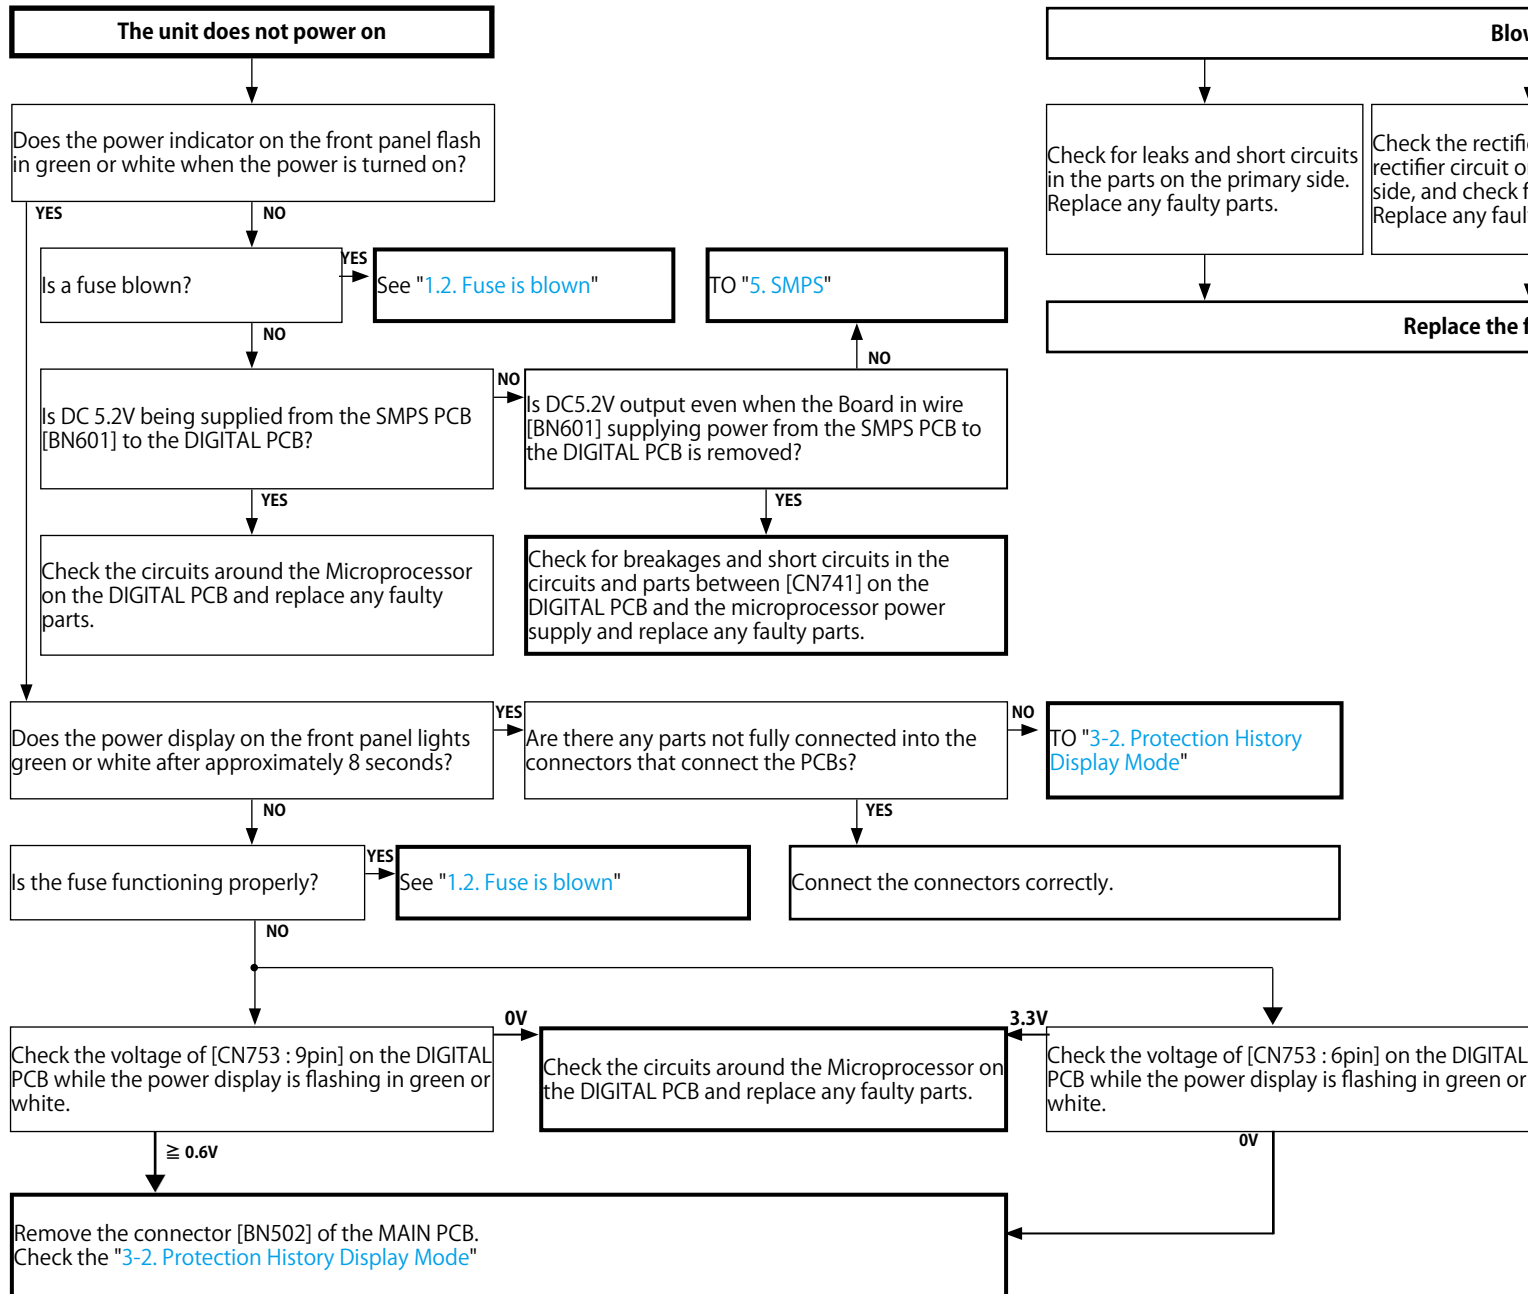 The unit does not power on
Does the power indicator on the front panel flash
in green or white when the power is turned on?
YES
NO
Is a fuse blown?
YES
See "1.2. Fuse is blown"
TO "5. SMPS"
NO
NO
Is DC 5.2V being supplied from the SMPS PCB
[BN601] to the DIGITAL PCB?
NO
Is DC5.2V output even when the Board in wire
[BN601] supplying power from the SMPS PCB to
the DIGITAL PCB is removed?
YES
YES
Check the circuits around the Microprocessor
on the DIGITAL PCB and replace any faulty
parts.
Check for breakages and short circuits in the
circuits and parts between [CN741] on the
DIGITAL PCB and the microprocessor power
supply and replace any faulty parts.
Does the power display on the front panel lights
green or white after approximately 8 seconds?
YES
Are there any parts not fully connected into the
connectors that connect the PCBs?
NO
TO "3-2. Protection History
Display Mode"
NO
YES
Is the fuse functioning properly?
YES
See "1.2. Fuse is blown"
Connect the connectors correctly.
NO
Check the voltage of [CN753 : 9pin] on the DIGITAL
PCB while the power display is flashing in green or
white.
0V
Check the circuits around the Microprocessor on
the DIGITAL PCB and replace any faulty parts.
3.3V
Check the voltage of [CN753 : 6pin] on the DIGITAL
PCB while the power display is flashing in green or
white.
≧ 0.6V
0V
Remove the connector [BN502] of the MAIN PCB.
Check the "3-2. Protection History Display Mode"
Check for leaks and short circuits
in the parts on the primary side.
Replace any faulty parts.
Check the
rectifier circuit
side, and check
Replace any
Replace the